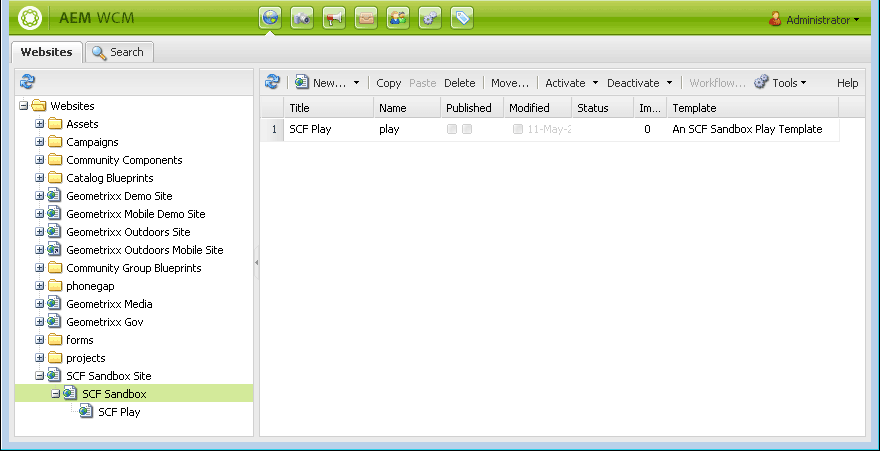 AEM WCM Administrator
Websites Search
New... Copy Paste Delete Move... Activate Deactivate Workflow... Tools Help
Title Name Published Modified Status Im... Template
1 SCF Play play 11-May-2 0 An SCF Sandbox Play Template
Websites
Assets
Campaigns
Community Components
Catalog Blueprints
Geometrixx Demo Site
Geometrixx Mobile Demo Site
Geometrixx Outdoors Site
Geometrixx Outdoors Mobile Site
Community Group Blueprints
phonegap
Geometrixx Media
Geometrixx Gov
forms
projects
SCF Sandbox Site
SCF Sandbox
SCF Play